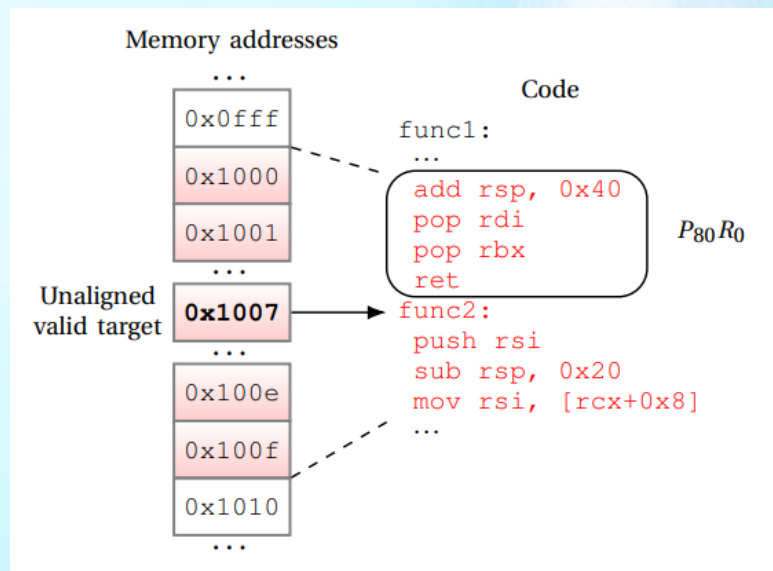 Memory addresses
...
0x0fff
0x1000
0x1001
...
Unaligned
valid target
0x1007
...
0x100e
0x100f
0x1010
...
Code
func1:
...
add rsp, 0x40
pop rdi
pop rbx
ret
P80R0
func2:
push rsi
sub rsp, 0x20
mov rsi, [rcx+0x8]
...